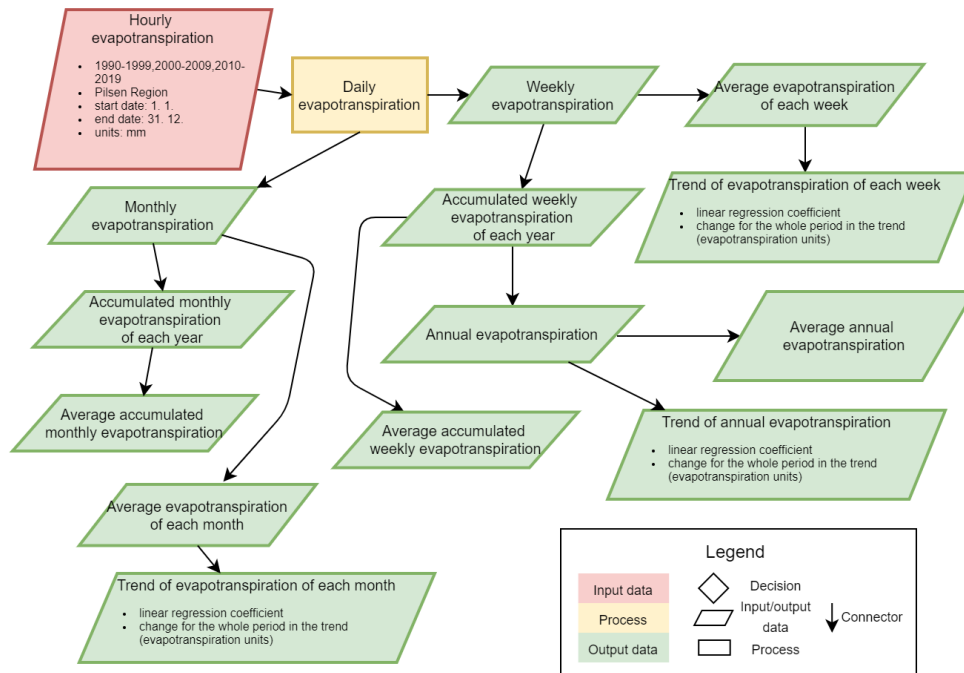 Hourly
evapotranspiration
• 1990-1999,2000-2009,2010-
2019
• Pilsen Region
• start date: 1. 1.
• end date: 31. 12.
• units: mm
Daily
evapotranspiration
Weekly
evapotranspiration
Average evapotranspiration
of each week
Trend of evapotranspiration of each week
• linear regression coefficient
• change for the whole period in the trend
(evapotranspiration units)
Monthly
evapotranspiration
Accumulated weekly
evapotranspiration
of each year
Accumulated monthly
evapotranspiration
of each year
Annual evapotranspiration
Average annual
evapotranspiration
Average accumulated
monthly evapotranspiration
Average accumulated
weekly evapotranspiration
Trend of annual evapotranspiration
• linear regression coefficient
• change for the whole period in the trend
(evapotranspiration units)
Average evapotranspiration
of each month
Trend of evapotranspiration of each month
• linear regression coefficient
• change for the whole period in the trend
(evapotranspiration units)
Legend
Input data
Process
Output data
Decision
Input/output
data
Process
Connector